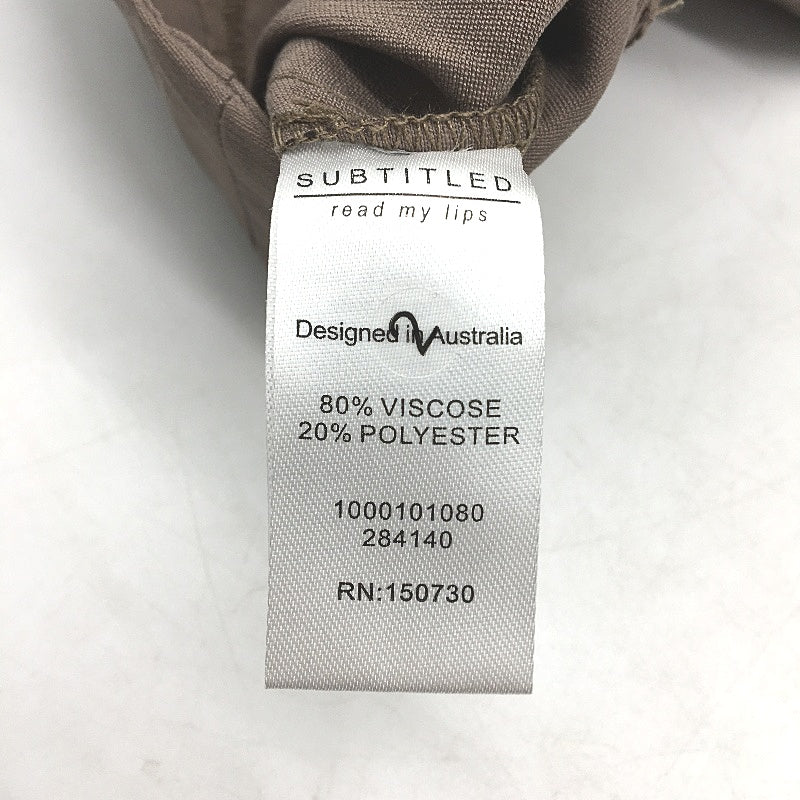 SUBTITLED
read my lips
Designed in Australia
80% VISCOSE
20% POLYESTER
1000101080
284140
RN:150730